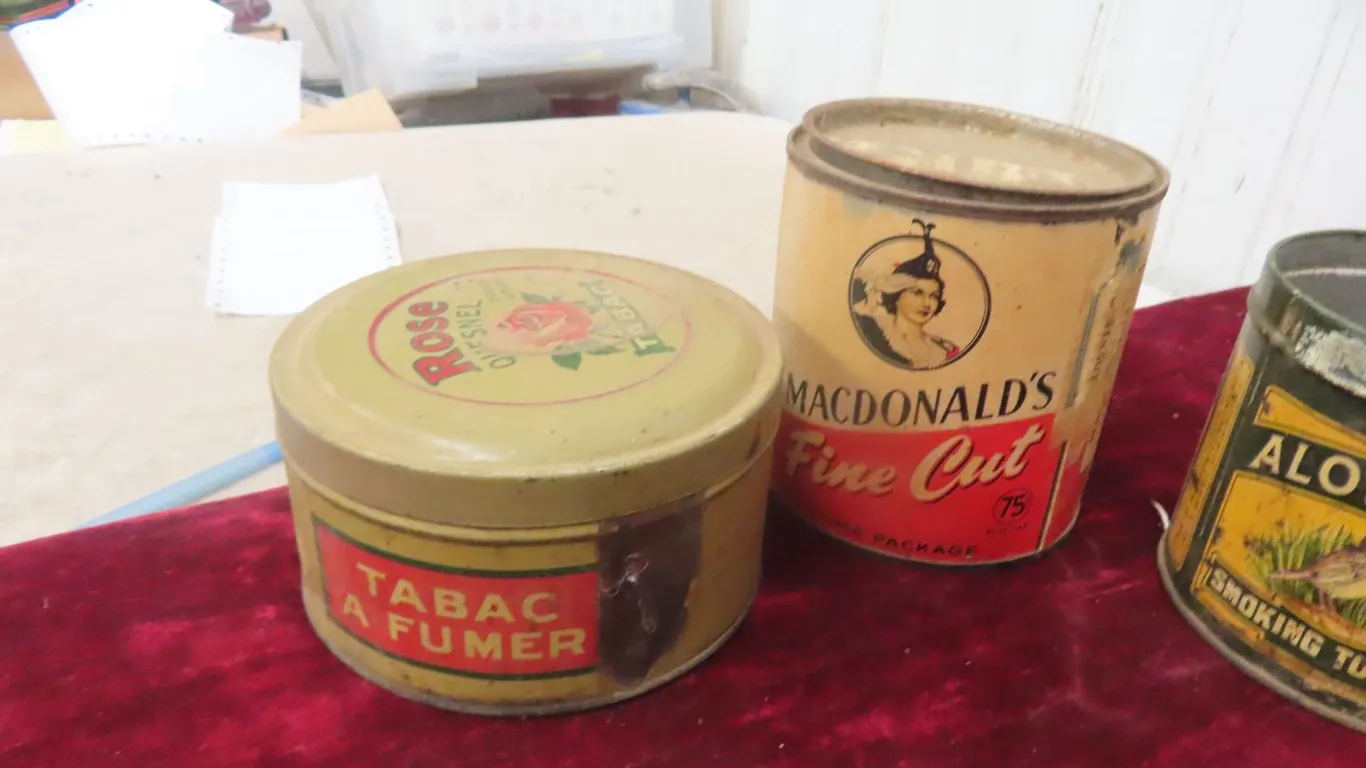 Rose
QUESNEL
TABAC
TABAC
A FUMER
MACDONALD'S
Fine Cut
75
PACKAGE
ALO
SMOKING TO